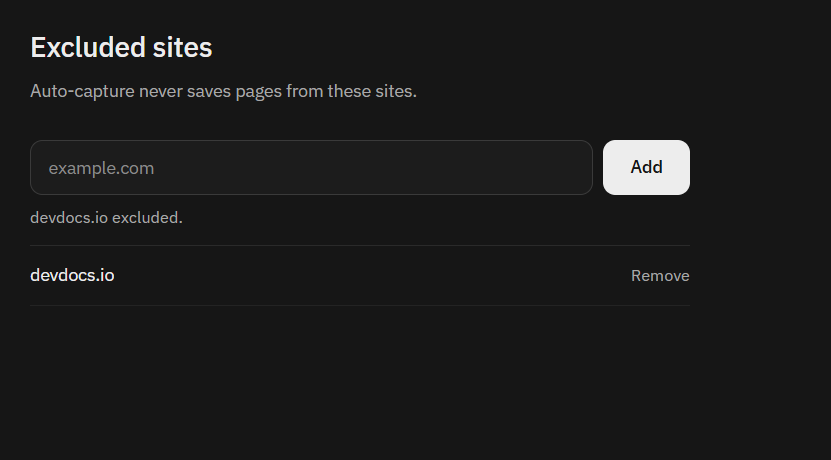 Excluded sites
Auto-capture never saves pages from these sites.
example.com
Add
devdocs.io excluded.
devdocs.io
Remove